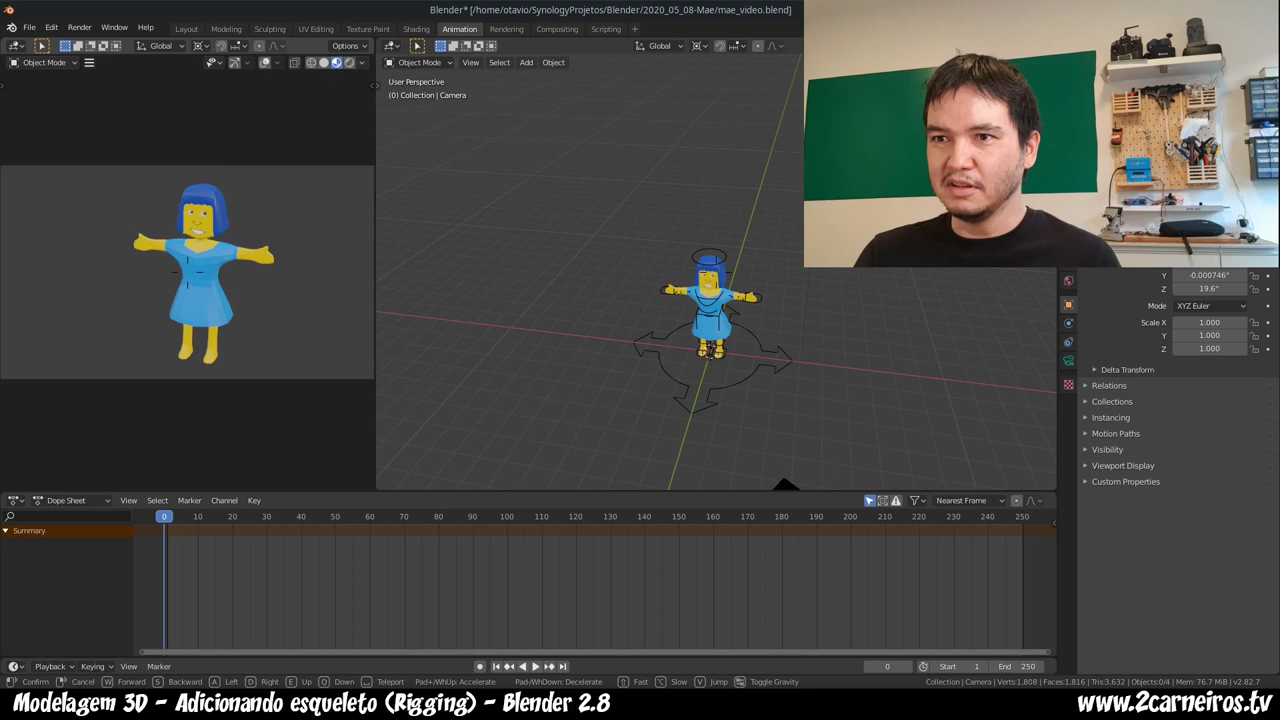 Blender* [/home/otavio/SynologyProjetos/Blender/2020_05_08-Mae/mae_video.blend]
File Edit Render Window Help Layout Modeling Sculpting UV Editing Texture Paint Shading Animation Rendering Compositing Scripting +
Global Options Global
Object Mode Object Mode View Select Add Object
User Perspective
(0) Collection | Camera
Y -0.000746°
Z 19.6°
Mode XYZ Euler
Scale X 1.000
Y 1.000
Z 1.000
Delta Transform
Relations
Collections
Instancing
Motion Paths
Visibility
Viewport Display
Custom Properties
Dope Sheet View Select Marker Channel Key Nearest Frame
0 10 20 30 40 50 60 70 80 90 100 110 120 130 140 150 160 170 180 190 200 210 220 230 240 250
Summary
Playback Keying View Marker 0 Start 1 End 250
Confirm Cancel W Forward S Backward A Left D Right E Up Q Down Teleport Pad+/WhUp: Accelerate Pad-/WhDown: Decelerate Fast Slow V Jump Toggle Gravity Collection | Camera | Verts:1,808 | Faces:1,816 | Tris:3,632 | Objects:0/4 | Mem: 76.7 MiB | v2.82.7
Modelagem 3D - Adicionando esqueleto (Rigging) - Blender 2.8 www.2carneiros.tv